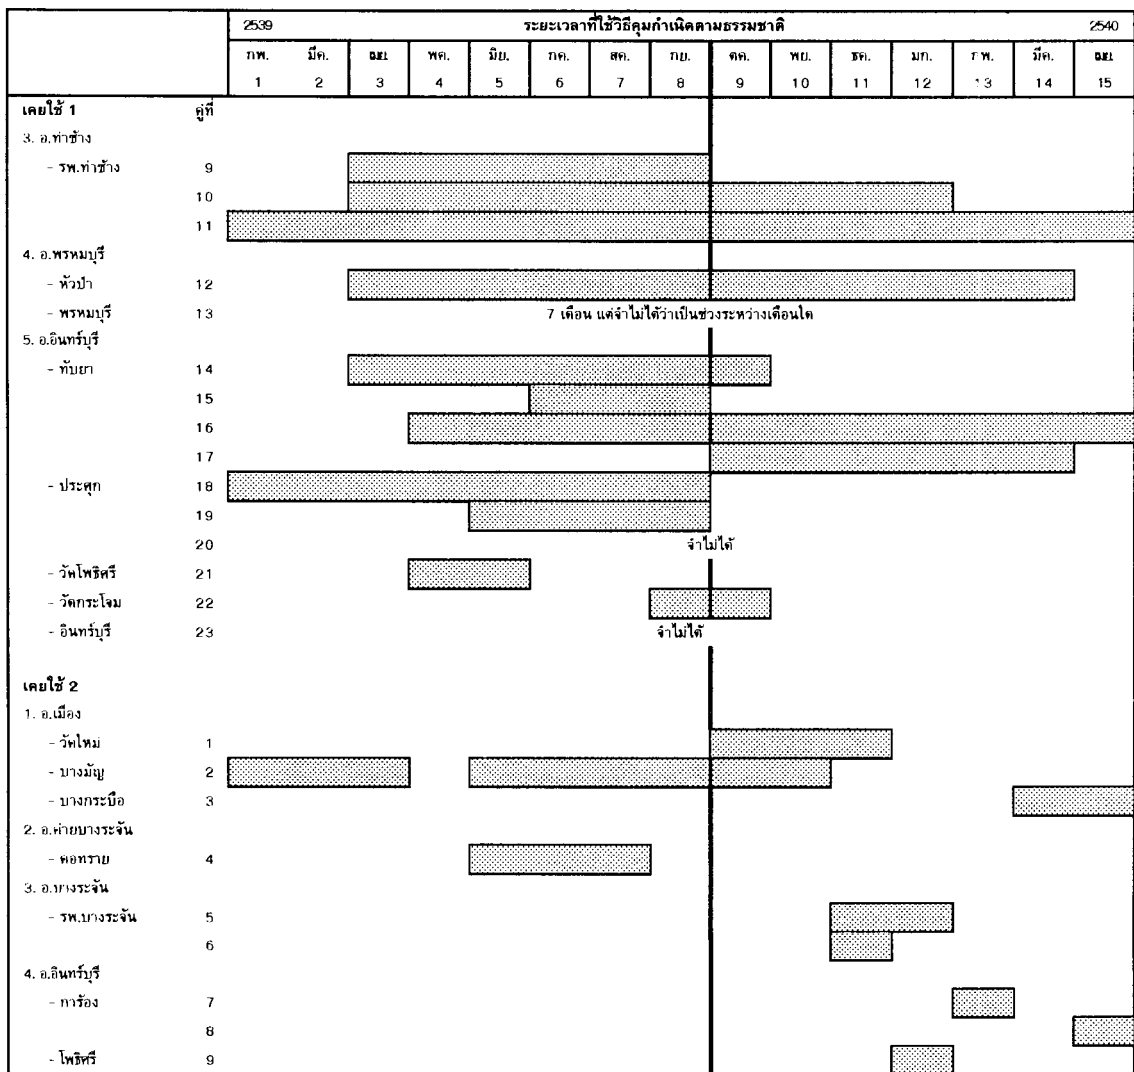 2539 ระยะเวลาที่ใช้วิธีคุมกำเนิดตามธรรมชาติ 2540
กพ. มีค. เมย. พค. มิย. กค. สค. กย. ตค. พย. ธค. มก. กพ. มีค. เมย.
1 2 3 4 5 6 7 8 9 10 11 12 13 14 15
เคยใช้ 1 คู่ที่
3. อ.ท่าช้าง
- รพ.ท่าช้าง 9
10
11
4. อ.พรหมบุรี
- หัวป่า 12
- พรหมบุรี 13 7 เดือน แต่จำไม่ได้ว่าเป็นช่วงระหว่างเดือนใด
5. อ.อินทร์บุรี
- ทับยา 14
15
16
17
- ประศุก 18
19
20 จำไม่ได้
- วัดโพธิศรี 21
- วัดกระโจม 22
- อินทร์บุรี 23 จำไม่ได้
เคยใช้ 2
1. อ.เมือง
- วัดใหม่ 1
- บางมัญ 2
- บางกระบือ 3
2. อ.ค่ายบางระจัน
- คอทราย 4
3. อ.บางระจัน
- รพ.บางระจัน 5
6
4. อ.อินทร์บุรี
- การ้อง 7
8
- โพธิศรี 9